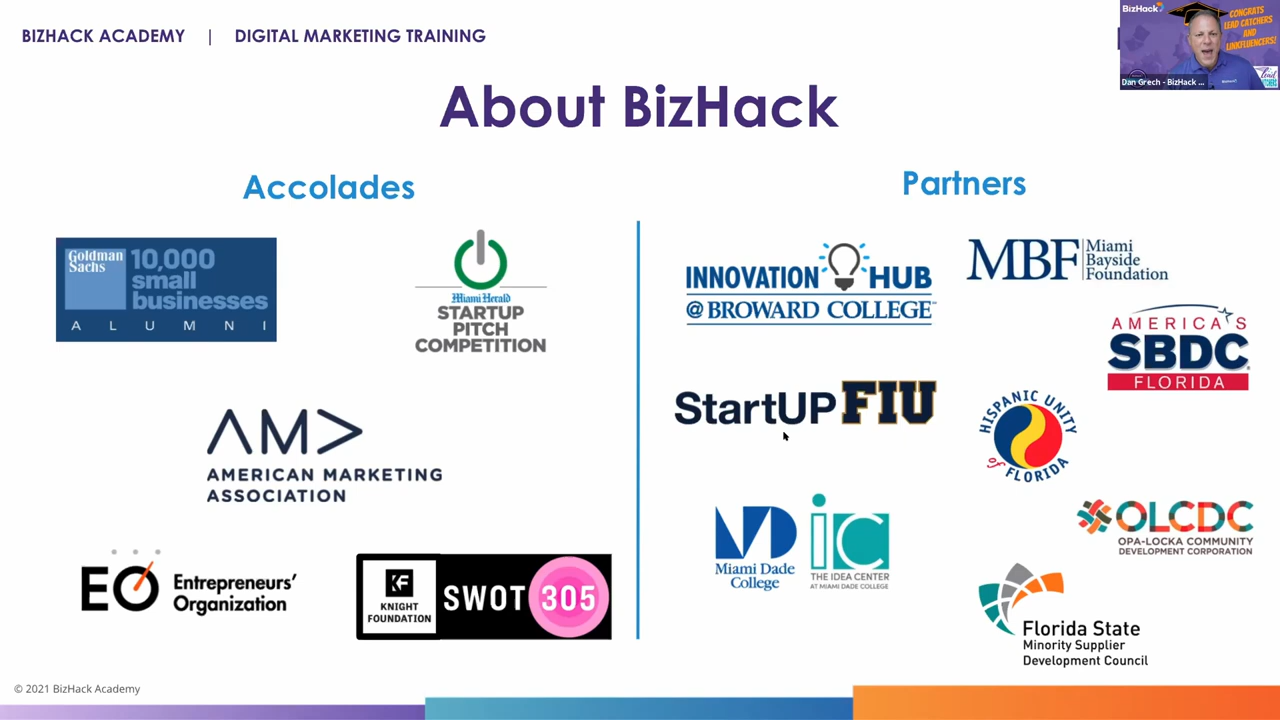 BIZHACK ACADEMY | DIGITAL MARKETING TRAINING
BizHack
CONGRATS
LEAD CATCHERS
AND
LINKFLUENCERS!
Dan Grech - BizHack ...
About BizHack
Accolades
Goldman
Sachs
10,000
small
businesses
ALUMNI
Miami Herald
STARTUP
PITCH
COMPETITION
AMA
AMERICAN MARKETING
ASSOCIATION
EO Entrepreneurs'
Organization
KF
KNIGHT
FOUNDATION
SWOT 305
Partners
INNOVATION HUB
@ BROWARD COLLEGE
MBF Miami
Bayside
Foundation
AMERICA'S
SBDC
FLORIDA
StartUP FIU
HISPANIC UNITY
of FLORIDA
Miami Dade
College
ic
THE IDEA CENTER
AT MIAMI DADE COLLEGE
OLCDC
OPA-LOCKA COMMUNITY
DEVELOPMENT CORPORATION
Florida State
Minority Supplier
Development Council
© 2021 BizHack Academy